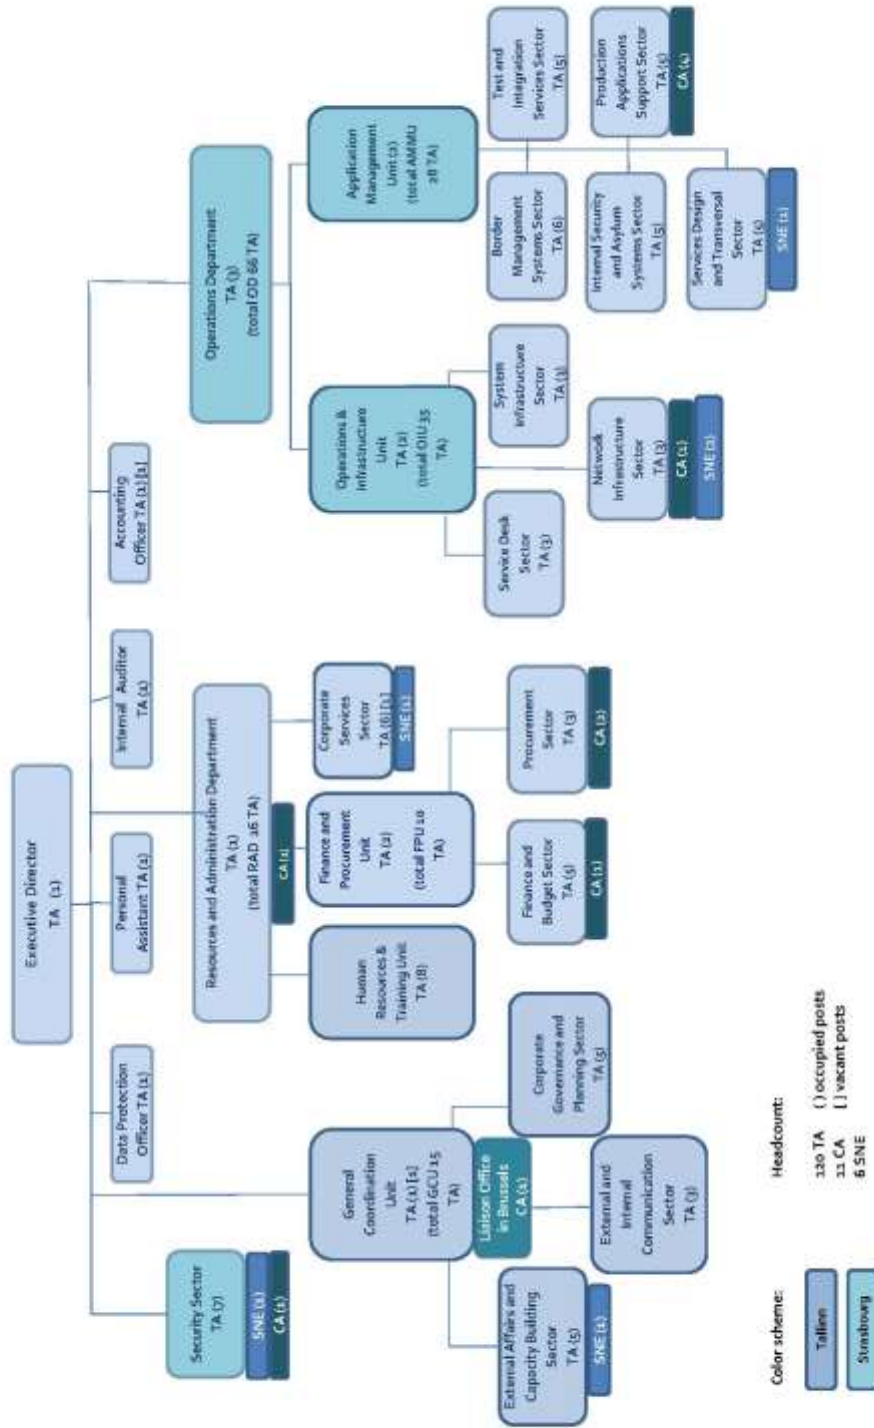 Executive Director
TA (1)
Data Protection
Officer TA (1)
Personal
Assistant TA (1)
Internal Auditor
TA (1)
Accounting
Officer TA (1) [1]
Security Sector
TA (7)
SNE (1)
CA (1)
General
Coordination
Unit
TA (1) [1]
(total GCU 15
TA)
Liaison Office
in Brussels
CA (1)
External Affairs and
Capacity Building
Sector
TA (5)
SNE (1)
External and
Internal
Communication
Sector
TA (3)
Corporate
Governance and
Planning Sector
TA (5)
Resources and Administration Department
TA (1)
(total RAD 26 TA)
CA (1)
Human
Resources &
Training Unit
TA (8)
Finance and
Procurement
Unit
TA (2)
(total FPU 10
TA)
Corporate
Services
Sector
TA (6) [1]
SNE (1)
Finance and
Budget Sector
TA (5)
CA (1)
Procurement
Sector
TA (3)
CA (2)
Operations Department
TA (3)
(total OD 66 TA)
Operations &
Infrastructure
Unit
TA (2)
(total OIU 35
TA)
Service Desk
Sector
TA (3)
System
Infrastructure
Sector
TA (3)
Network
Infrastructure
Sector
TA (3)
CA (1)
SNE (2)
Application
Management
Unit (2)
(total AMMU
28 TA)
Border
Management
Systems Sector
TA (6)
Test and
Integration
Services Sector
TA (5)
Internal Security
and Asylum
Systems Sector
TA (5)
Production
Applications
Support Sector
TA (5)
CA (4)
Services Design
and Transversal
Sector
SNE (1)
Color scheme:
Tallinn
Strasbourg
Headcount:
120 TA ( ) occupied posts
11 CA [ ] vacant posts
6 SNE